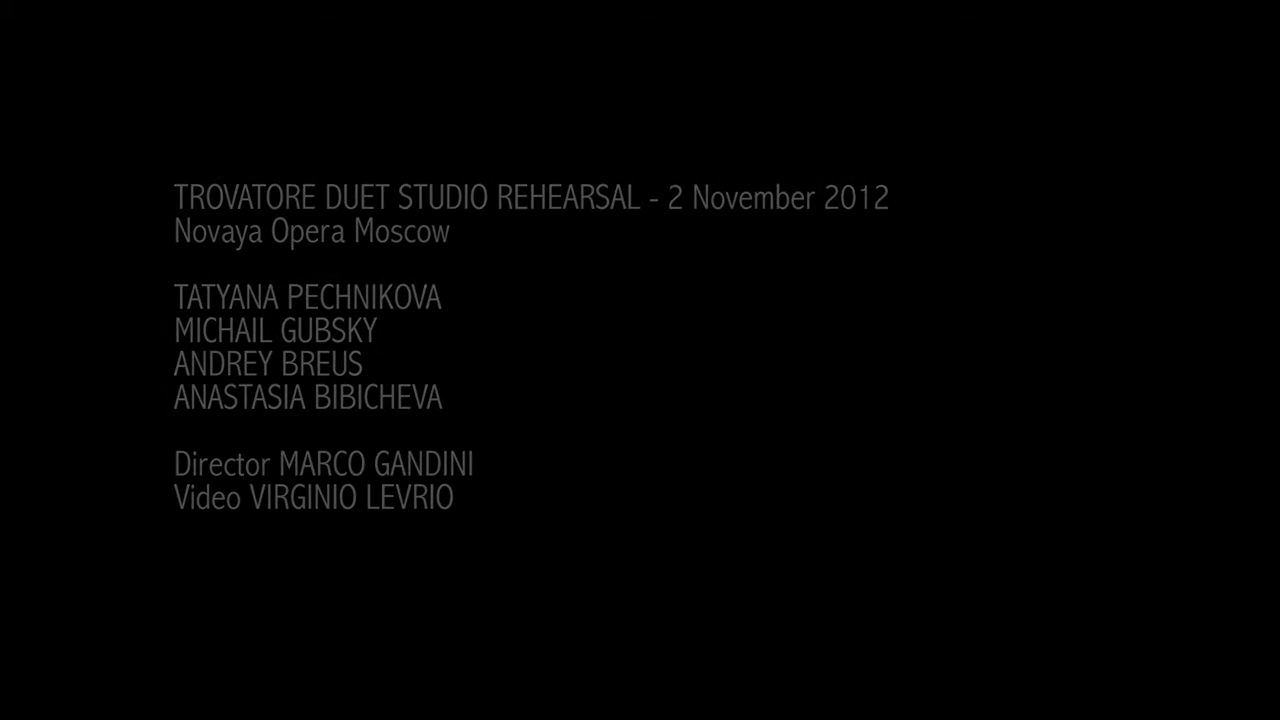 TROVATORE DUET STUDIO REHEARSAL - 2 November 2012
Novaya Opera Moscow
TATYANA PECHNIKOVA
MICHAIL GUBSKY
ANDREY BREUS
ANASTASIA BIBICHEVA
Director MARCO GANDINI
Video VIRGINIO LEVRIO